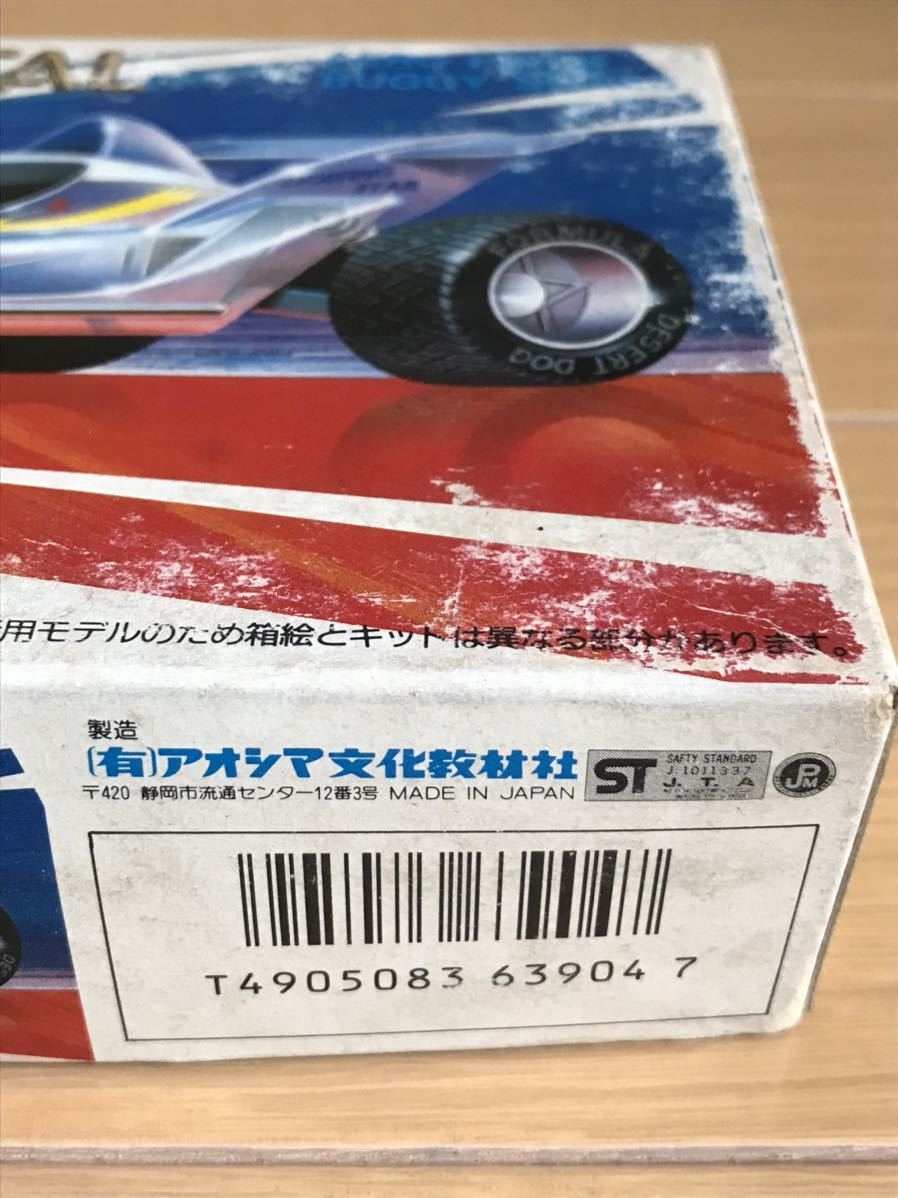 BUGGY
STAR
FORMULA
DESERT DOG
用モデルのため箱絵とキットは異なる部分があります。
製造
(有)アオシマ文化教材社
〒420 静岡市流通センター12番3号 MADE IN JAPAN
ST
SAFTY STANDARD
J.T.A
JPM
T4905083 639047